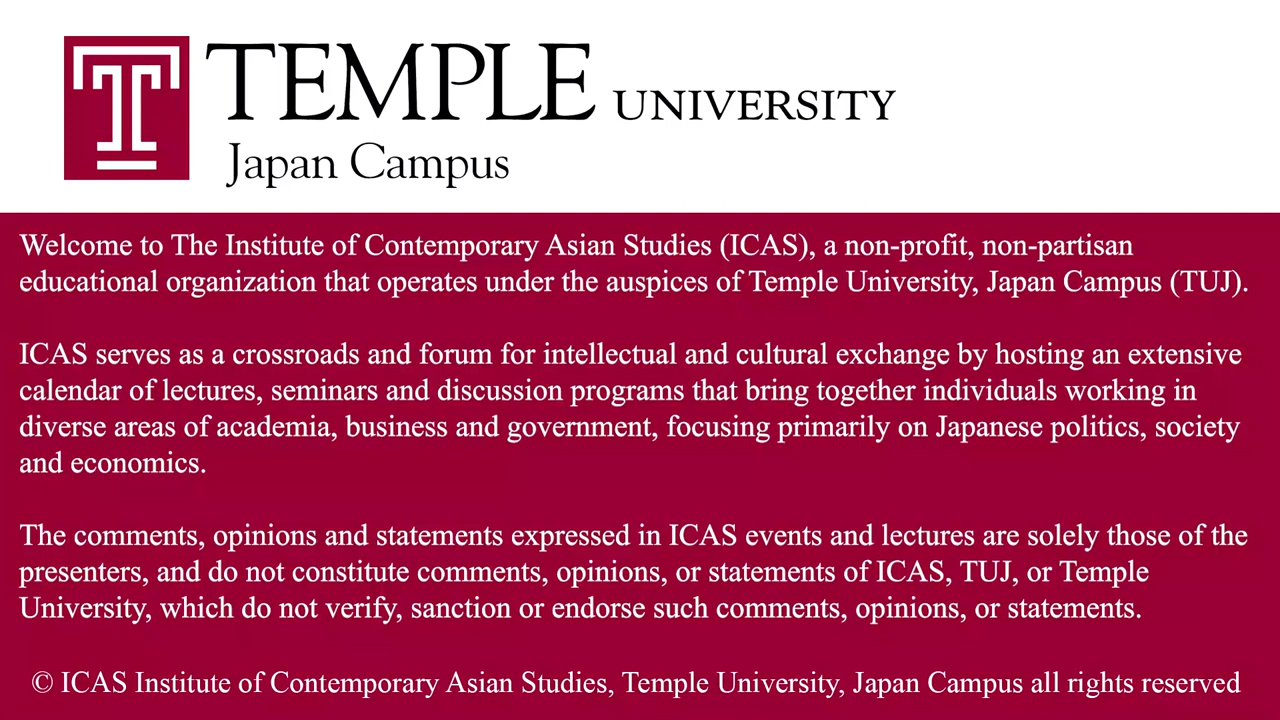 TEMPLE UNIVERSITY
Japan Campus
Welcome to The Institute of Contemporary Asian Studies (ICAS), a non-profit, non-partisan
educational organization that operates under the auspices of Temple University, Japan Campus (TUJ).
ICAS serves as a crossroads and forum for intellectual and cultural exchange by hosting an extensive
calendar of lectures, seminars and discussion programs that bring together individuals working in
diverse areas of academia, business and government, focusing primarily on Japanese politics, society
and economics.
The comments, opinions and statements expressed in ICAS events and lectures are solely those of the
presenters, and do not constitute comments, opinions, or statements of ICAS, TUJ, or Temple
University, which do not verify, sanction or endorse such comments, opinions, or statements.
© ICAS Institute of Contemporary Asian Studies, Temple University, Japan Campus all rights reserved